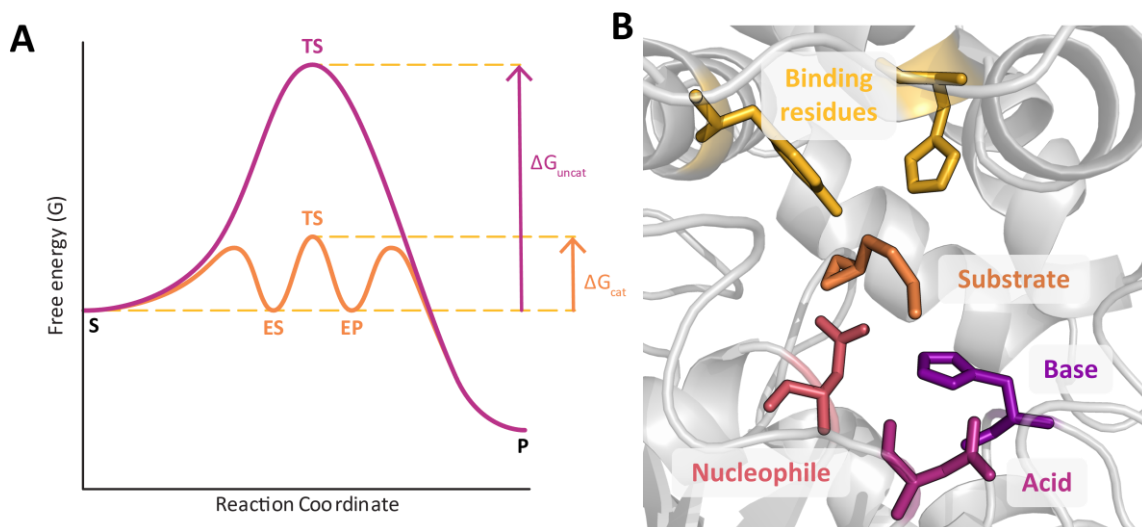 A
TS
ΔG uncat
TS
ΔG cat
Free energy (G)
S
ES
EP
P
Reaction Coordinate
B
Binding
residues
Substrate
Base
Nucleophile
Acid